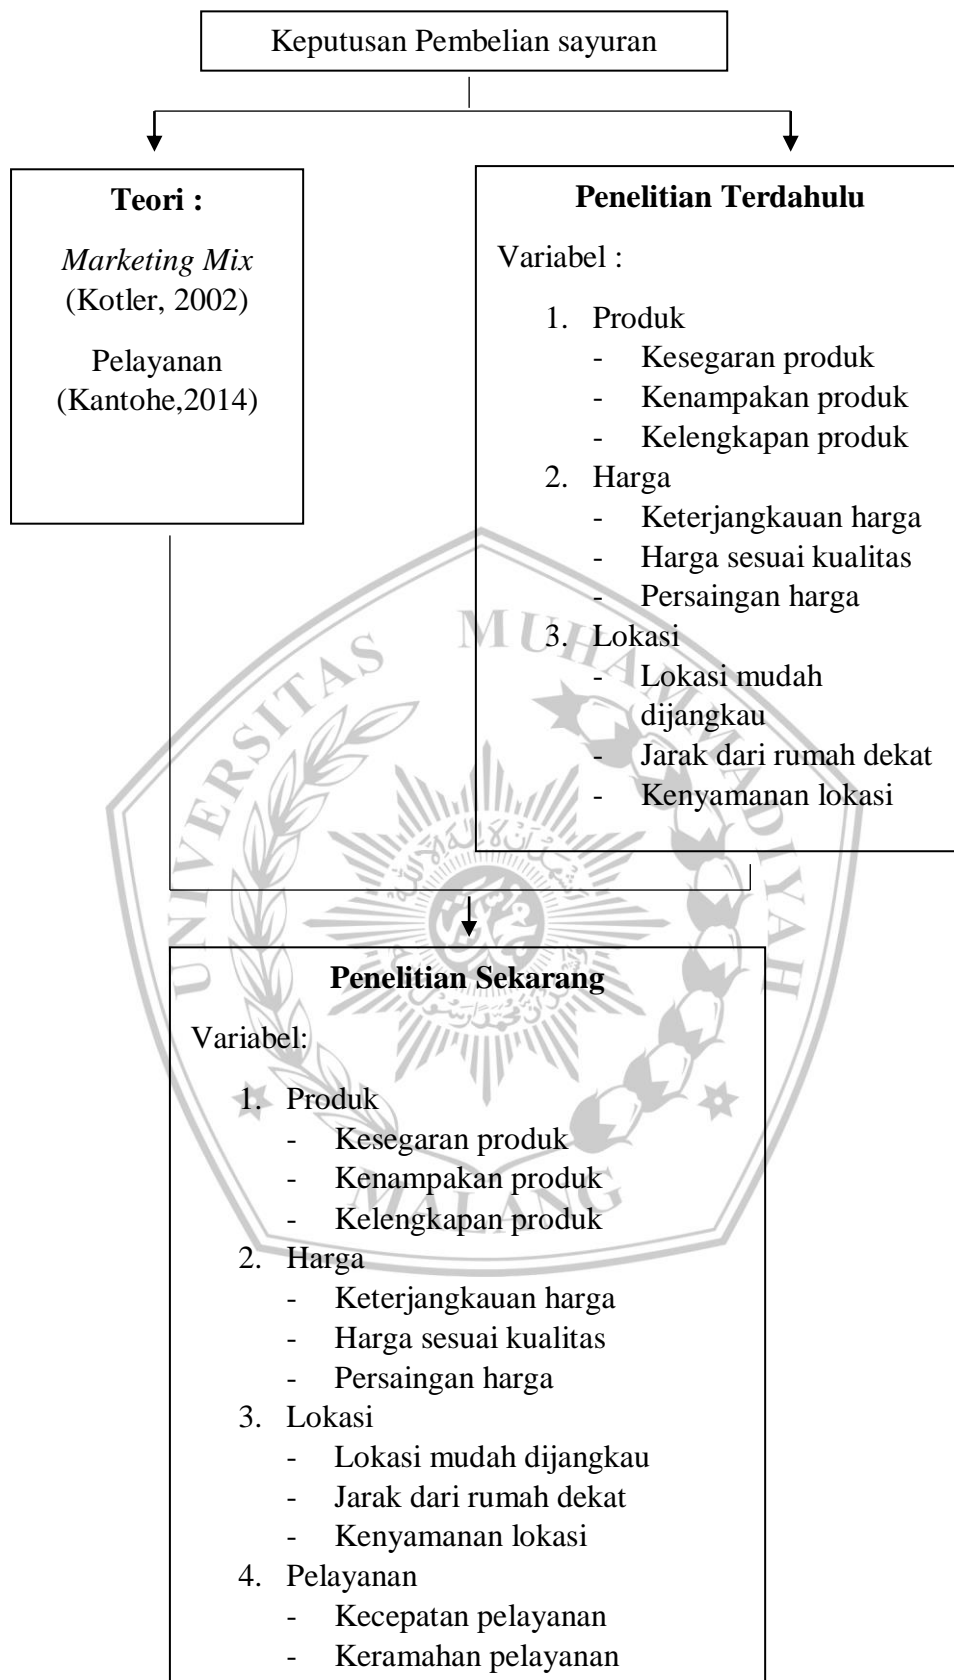 Keputusan Pembelian sayuran
Teori :
Marketing Mix
(Kotler, 2002)
Pelayanan
(Kantohe,2014)
Penelitian Terdahulu
Variabel :
1. Produk
- Kesegaran produk
- Kenampakan produk
- Kelengkapan produk
2. Harga
- Keterjangkauan harga
- Harga sesuai kualitas
- Persaingan harga
3. Lokasi
- Lokasi mudah
dijangkau
- Jarak dari rumah dekat
- Kenyamanan lokasi
UNIVERSITAS MUHAMMADIYAH
MALANG
Penelitian Sekarang
Variabel:
1. Produk
- Kesegaran produk
- Kenampakan produk
- Kelengkapan produk
2. Harga
- Keterjangkauan harga
- Harga sesuai kualitas
- Persaingan harga
3. Lokasi
- Lokasi mudah dijangkau
- Jarak dari rumah dekat
- Kenyamanan lokasi
4. Pelayanan
- Kecepatan pelayanan
- Keramahan pelayanan